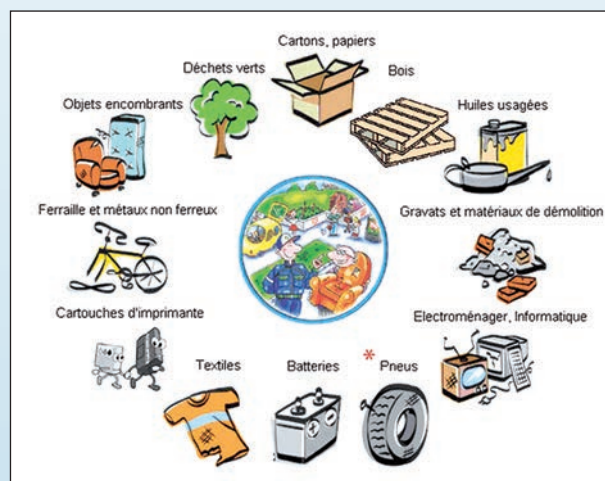 Cartons, papiers
Déchets verts
Bois
Objets encombrants
Huiles usagées
Ferraille et métaux non ferreux
Gravats et matériaux de démolition
Cartouches d'imprimante
Electroménager, Informatique
Textiles
Batteries
* Pneus